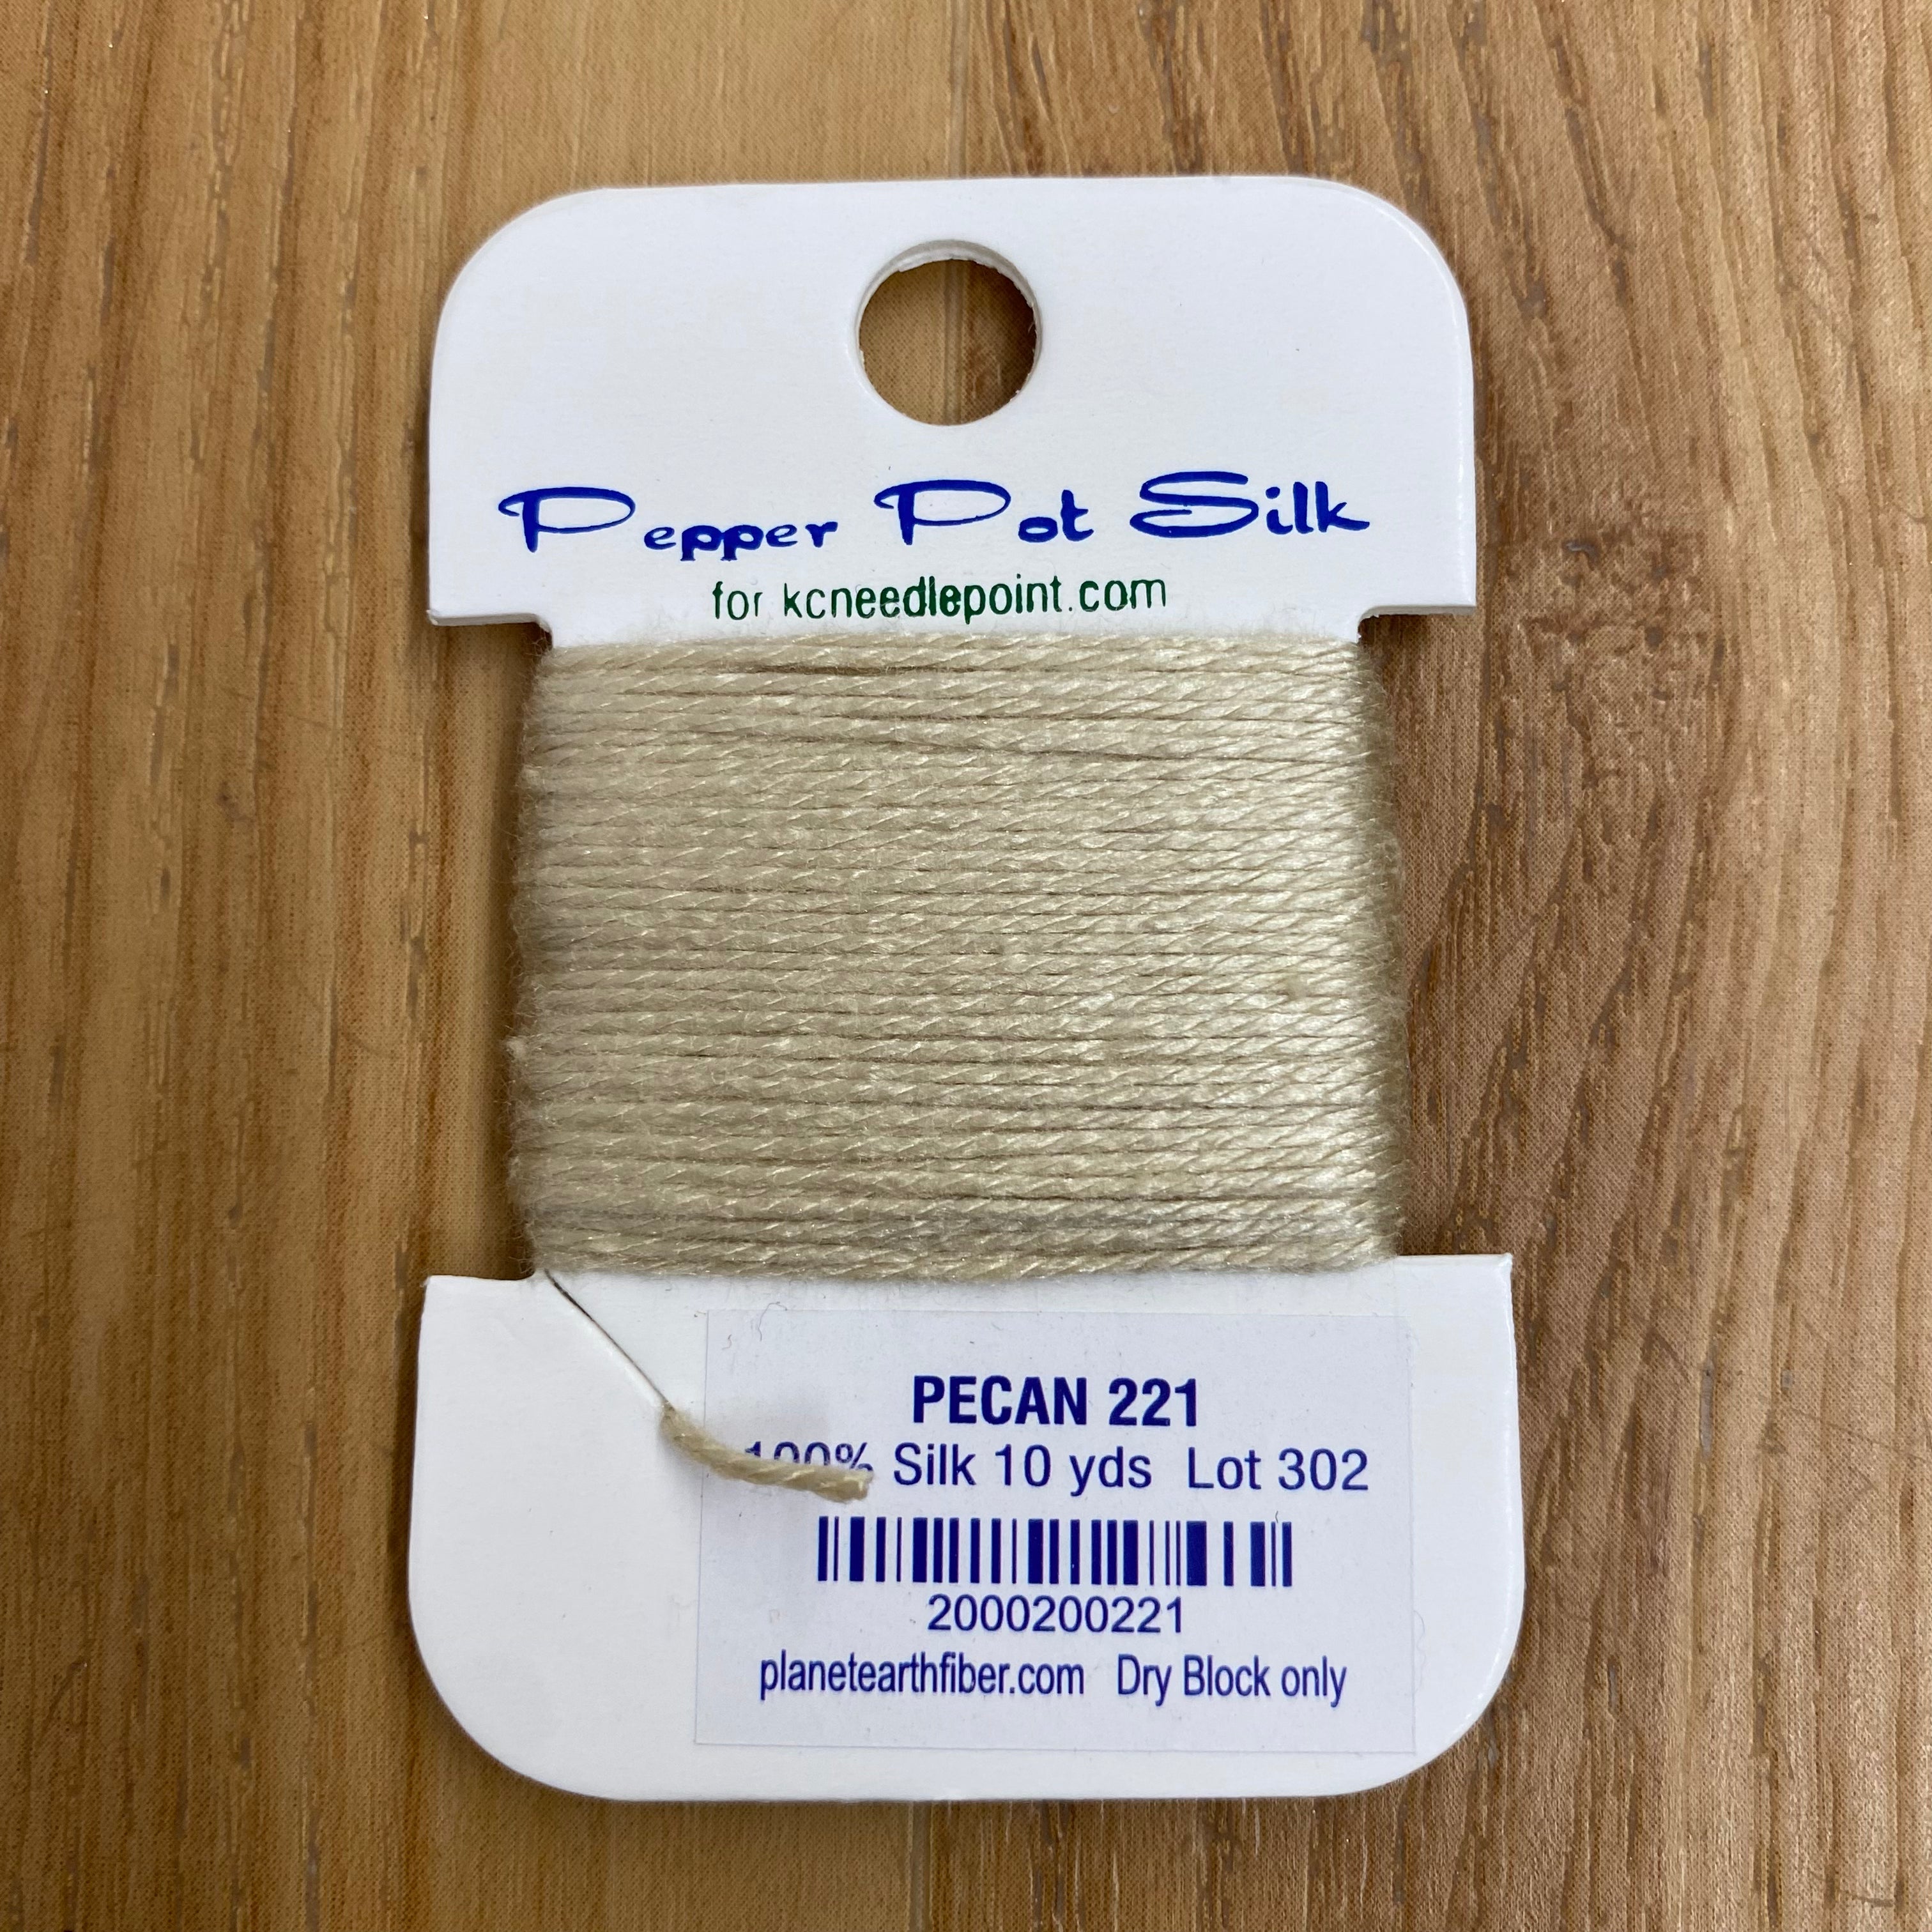 Pepper Pot Silk
for kcneedlepoint.com
PECAN 221
100% Silk 10 yds Lot 302
2000200221
planetearthfiber.com Dry Block only